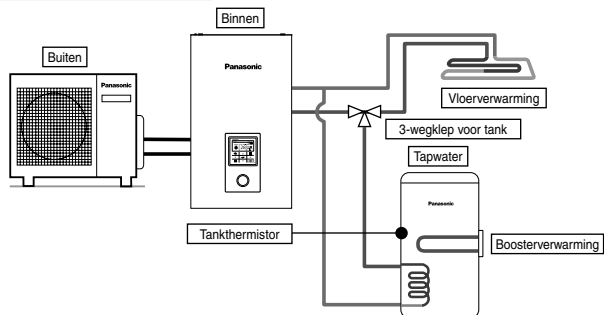 Binnen
Buiten
Panasonic
Panasonic
Vloerverwarming
3-wegklep voor tank
Tapwater
Panasonic
Tankthermistor
Boosterverwarming